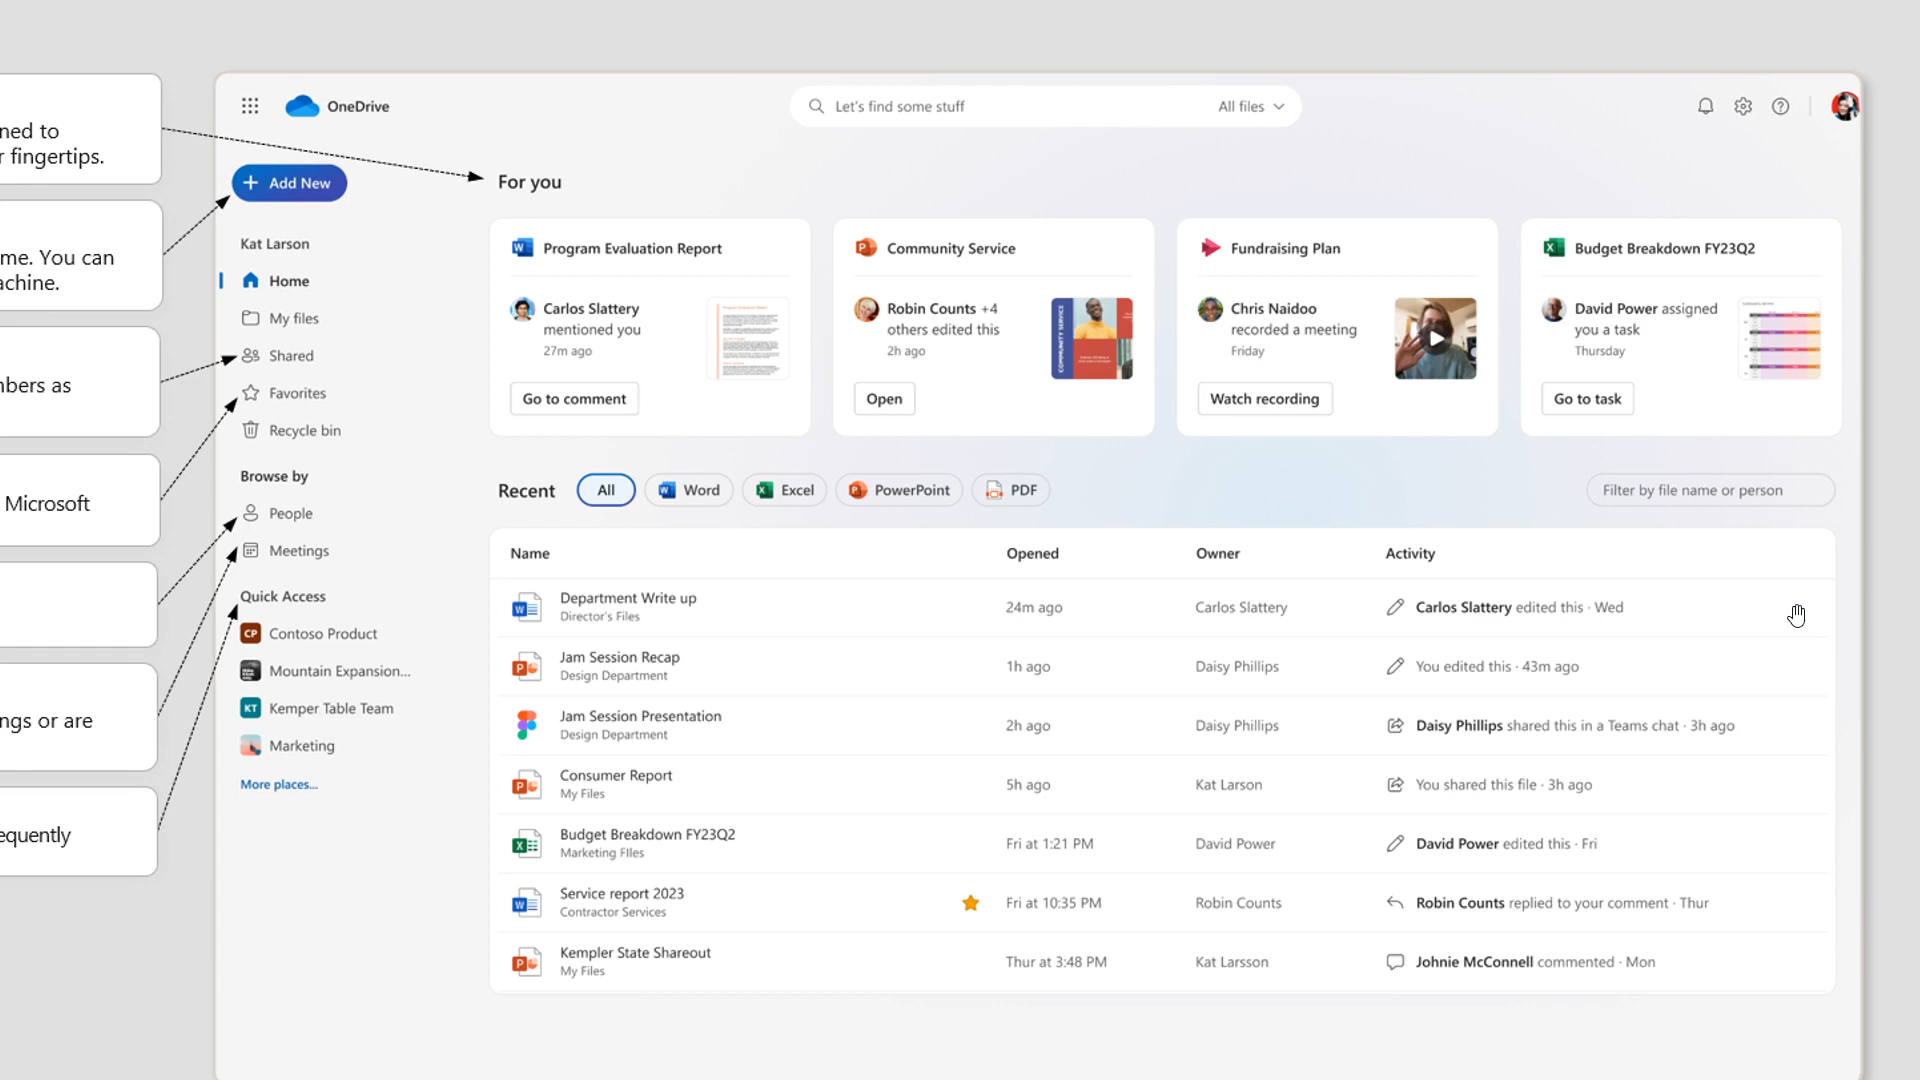 ned to
r fingertips.
me. You can
achine.
nbers as
Microsoft
ngs or are
equently
OneDrive
Let's find some stuff
All files
Add New
Kat Larson
Home
My files
Shared
Favorites
Recycle bin
Browse by
People
Meetings
Quick Access
CP Contoso Product
Mountain Expansion...
KT Kemper Table Team
Marketing
More places...
For you
Program Evaluation Report
Carlos Slattery
mentioned you
27m ago
Go to comment
Community Service
Robin Counts +4
others edited this
2h ago
COMMUNITY SERVICE
Open
Fundraising Plan
Chris Naidoo
recorded a meeting
Friday
Watch recording
Budget Breakdown FY23Q2
David Power assigned
you a task
Thursday
Go to task
Recent
All
Word
Excel
PowerPoint
PDF
Filter by file name or person
Name Opened Owner Activity
Department Write up
Director's Files
24m ago
Carlos Slattery
Carlos Slattery edited this · Wed
Jam Session Recap
Design Department
1h ago
Daisy Phillips
You edited this · 43m ago
Jam Session Presentation
Design Department
2h ago
Daisy Phillips
Daisy Phillips shared this in a Teams chat · 3h ago
Consumer Report
My Files
5h ago
Kat Larson
You shared this file · 3h ago
Budget Breakdown FY23Q2
Marketing FIles
Fri at 1:21 PM
David Power
David Power edited this · Fri
Service report 2023
Contractor Services
Fri at 10:35 PM
Robin Counts
Robin Counts replied to your comment · Thur
Kempler State Shareout
My Files
Thur at 3:48 PM
Kat Larsson
Johnie McConnell commented · Mon